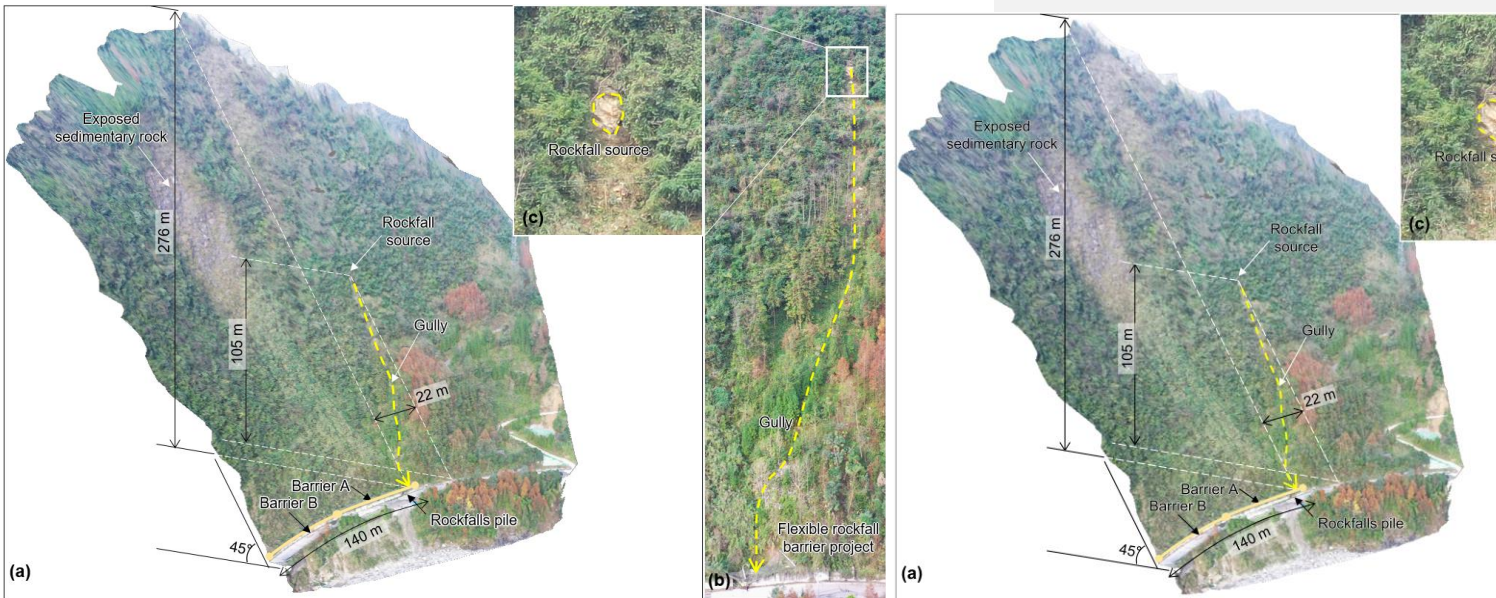 Exposed
sedimentary rock
276 m
105 m
Rockfall
source
Gully
22 m
Barrier A
Barrier B
Rockfalls pile
140 m
45°
(a)
Rockfall source
(c)
Gully
Flexible rockfall
barrier project
(b)
Exposed
sedimentary rock
276 m
105 m
Rockfall
source
Gully
22 m
Barrier A
Barrier B
Rockfalls pile
140 m
45°
(a)
Rockfall s
(c)